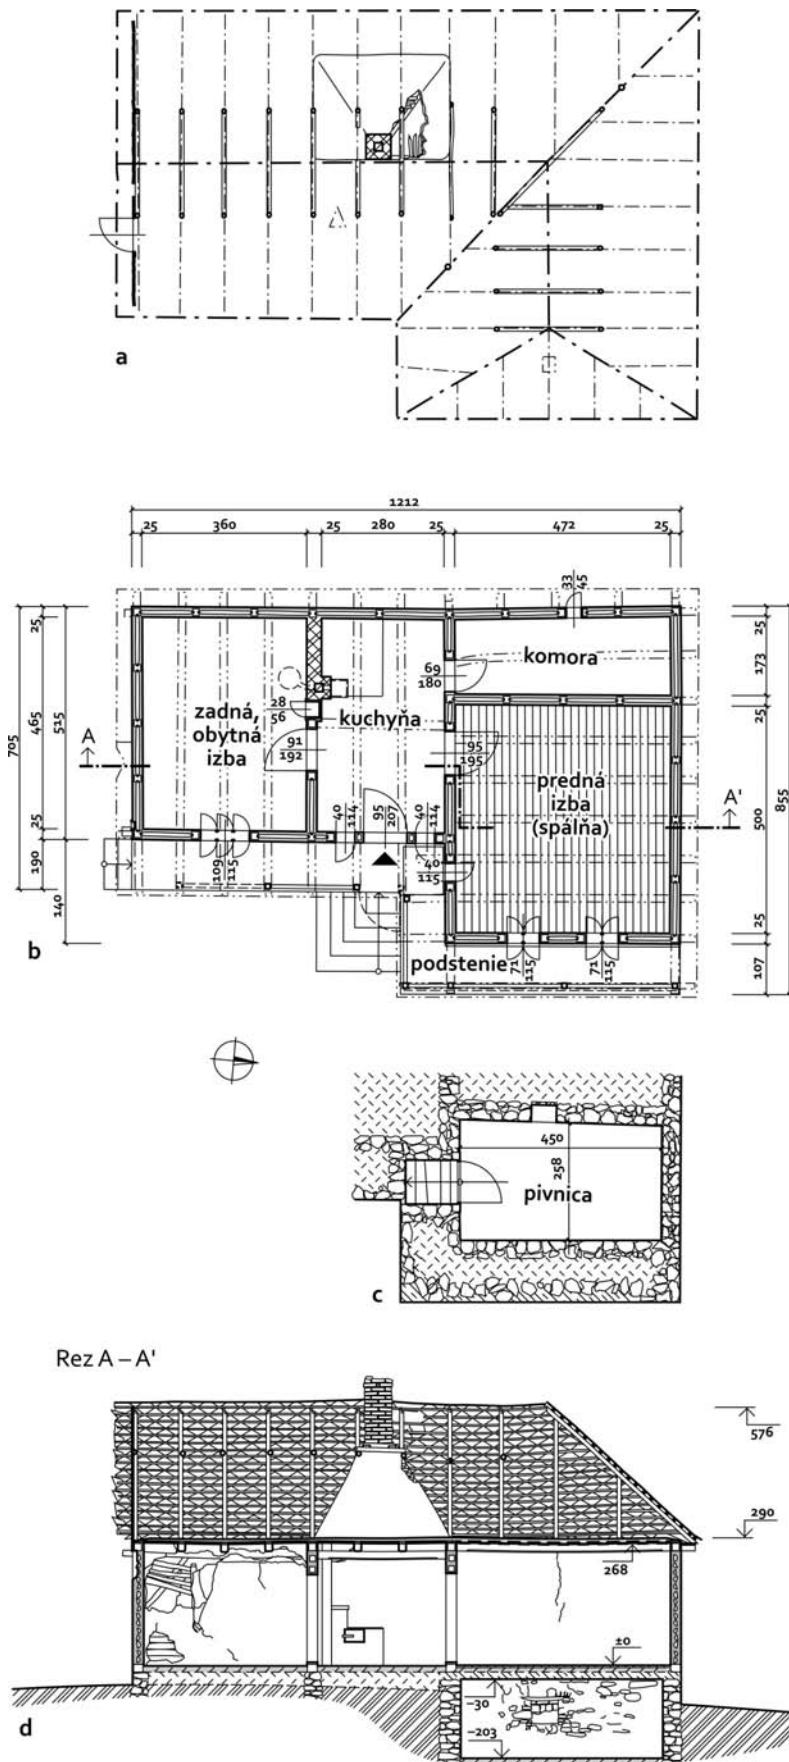 a
1212
25 360 25 280 25 472 25
33
45
25
465
25
705
515
190
140
25
173
25
500
25
107
855
komora
69
180
zadná,
obytná
izba
28
56
kuchyňa
91
192
95
195
A
A'
predná
izba
(spálňa)
40
114
95
207
40
114
109
115
40
115
71
115
71
115
podstenie
b
450
258
pivnica
c
Rez A – A'
576
290
268
±0
–30
–203
d